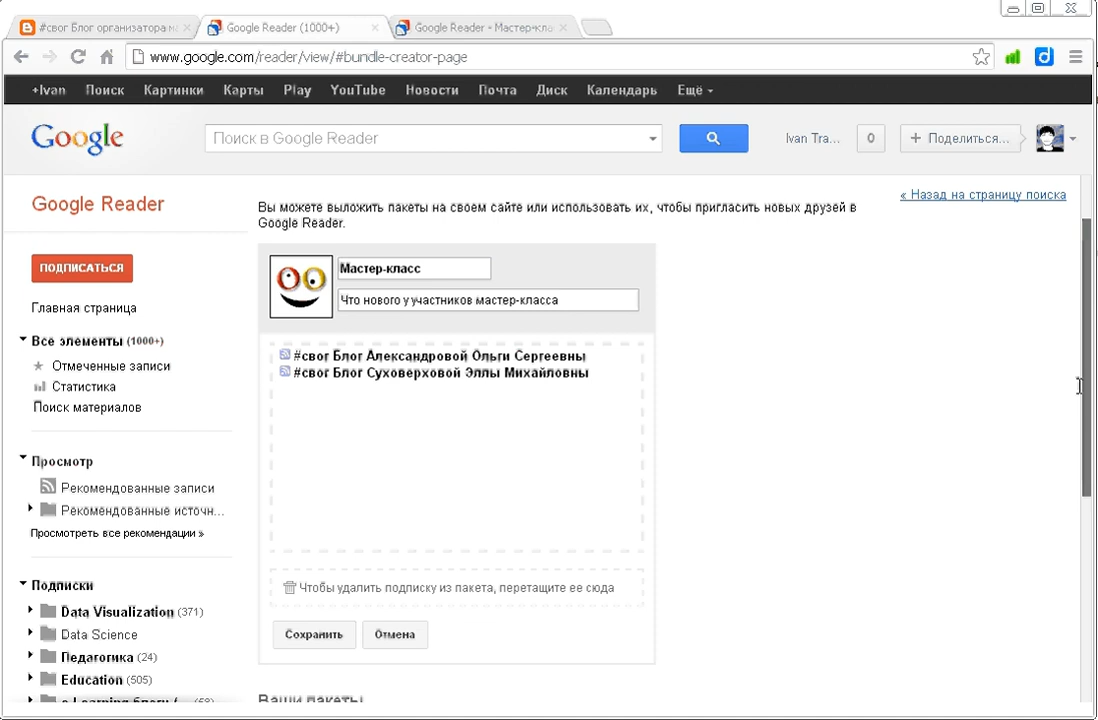 #свог Блог организатора ма
Google Reader (1000+)
Google Reader - Мастер-кла
www.google.com/reader/view/#bundle-creator-page
+Ivan Поиск Картинки Карты Play YouTube Новости Почта Диск Календарь Ещё
Google
Поиск в Google Reader
Ivan Tra...
0
+ Поделиться...
Google Reader
« Назад на страницу поиска
Вы можете выложить пакеты на своем сайте или использовать их, чтобы пригласить новых друзей в
Google Reader.
ПОДПИСАТЬСЯ
Главная страница
Все элементы (1000+)
Отмеченные записи
Статистика
Поиск материалов
Просмотр
Рекомендованные записи
Рекомендованные источн...
Просмотреть все рекомендации »
Подписки
Data Visualization (371)
Data Science
Педагогика (24)
Education (505)
Мастер-класс
Что нового у участников мастер-класса
#свог Блог Александровой Ольги Сергеевны
#свог Блог Суховерховой Эллы Михайловны
Чтобы удалить подписку из пакета, перетащите ее сюда
Сохранить
Отмена
Ваши пакеты